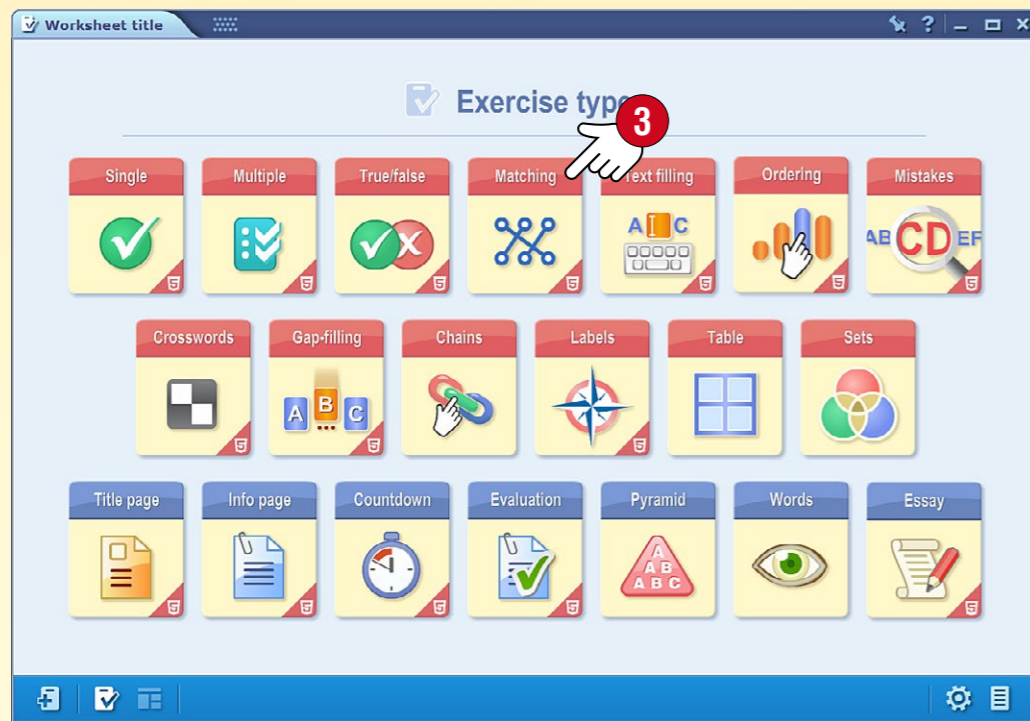 Worksheet title
Exercise type
3
Single Multiple True/false Matching Text filling Ordering Mistakes
A C
AB CD EF
Crosswords Gap-filling Chains Labels Table Sets
A B C
Title page Info page Countdown Evaluation Pyramid Words Essay
A
A B
A B C